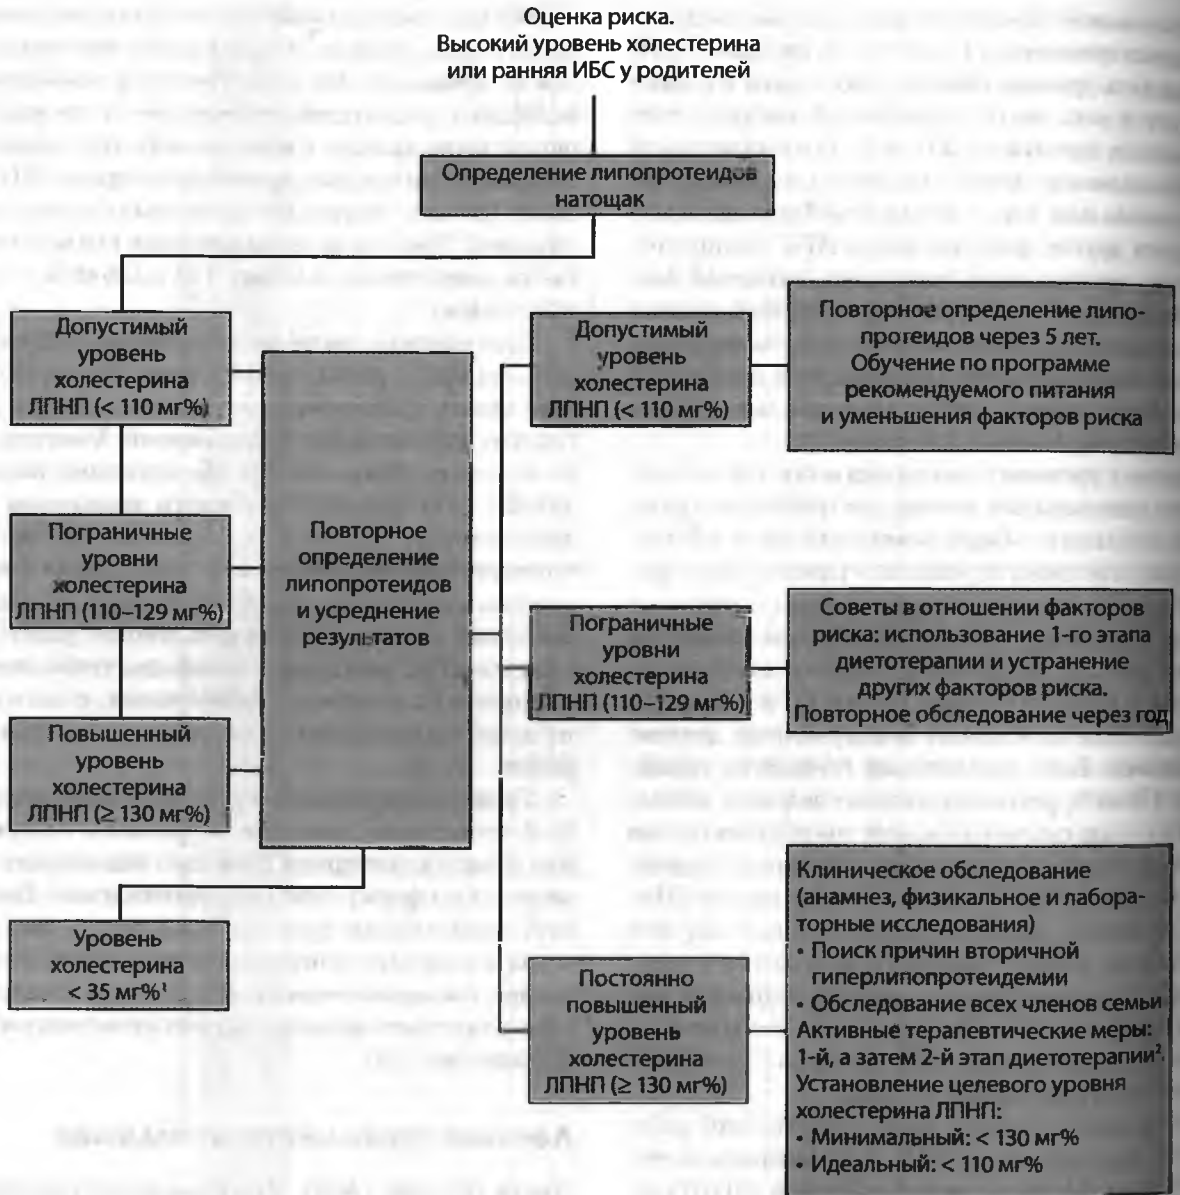 Оценка риска.
Высокий уровень холестерина
или ранняя ИБС у родителей
Определение липопротеидов
натощак
Допустимый
уровень
холестерина
ЛПНП (< 110 мг%)
Пограничные
уровни
холестерина
ЛПНП (110–129 мг%)
Повышенный
уровень
холестерина
ЛПНП (≥ 130 мг%)
Уровень
холестерина
< 35 мг%¹
Повторное
определение
липопротеидов
и усреднение
результатов
Допустимый
уровень
холестерина
ЛПНП (< 110 мг%)
Повторное определение липо-
протеидов через 5 лет.
Обучение по программе
рекомендуемого питания
и уменьшения факторов риска
Пограничные
уровни
холестерина
ЛПНП (110–129 мг%)
Советы в отношении факторов
риска: использование 1-го этапа
диетотерапии и устранение
других факторов риска.
Повторное обследование через год
Постоянно
повышенный
уровень
холестерина
ЛПНП (≥ 130 мг%)
Клиническое обследование
(анамнез, физикальное и лабора-
торные исследования)
• Поиск причин вторичной
гиперлипопротеидемии
• Обследование всех членов семьи
Активные терапевтические меры:
1-й, а затем 2-й этап диетотерапии².
Установление целевого уровня
холестерина ЛПНП:
• Минимальный: < 130 мг%
• Идеальный: < 110 мг%